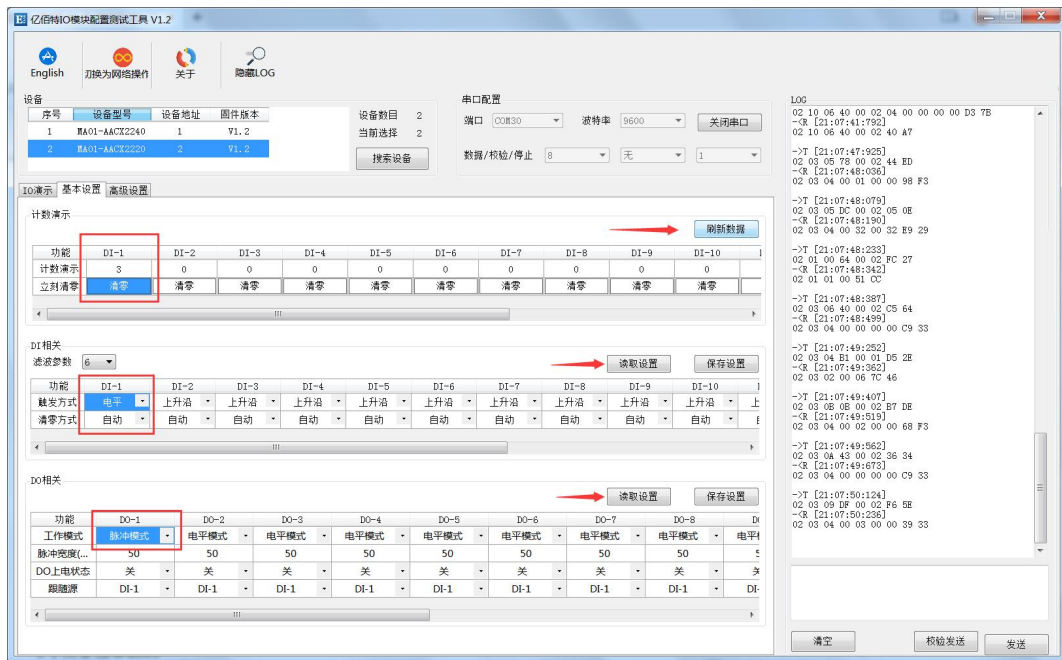 亿佰特IO模块配置测试工具 V1.2
English 切换为网络操作 关于 隐藏LOG
设备
序号 设备型号 设备地址 固件版本
1 MA01-AACX2240 1 V1.2
2 MA01-AACX2220 2 V1.2
设备数目 2
当前选择 2
搜索设备
串口配置
端口 COM30 波特率 9600 关闭串口
数据/校验/停止 8 无 1
IO演示 基本设置 高级设置
计数演示
刷新数据
功能 DI-1 DI-2 DI-3 DI-4 DI-5 DI-6 DI-7 DI-8 DI-9 DI-10
计数演示 3 0 0 0 0 0 0 0 0 0
立刻清零 清零 清零 清零 清零 清零 清零 清零 清零 清零 清零
DI相关
滤波参数 6 读取设置 保存设置
功能 DI-1 DI-2 DI-3 DI-4 DI-5 DI-6 DI-7 DI-8 DI-9 DI-10
触发方式 电平 上升沿 上升沿 上升沿 上升沿 上升沿 上升沿 上升沿 上升沿 上升沿 上
清零方式 自动 自动 自动 自动 自动 自动 自动 自动 自动 自动
DO相关
读取设置 保存设置
功能 DO-1 DO-2 DO-3 DO-4 DO-5 DO-6 DO-7 DO-8
工作模式 脉冲模式 电平模式 电平模式 电平模式 电平模式 电平模式 电平模式 电平模式 电平
脉冲宽度(... 50 50 50 50 50 50 50 50
DO上电状态 关 关 关 关 关 关 关 关 关
跟随源 DI-1 DI-1 DI-1 DI-1 DI-1 DI-1 DI-1 DI-1 DI-
LOG
02 10 06 40 00 02 04 00 00 00 00 D3 7B
-<R [21:07:41:792]
02 10 06 40 00 02 40 A7
->T [21:07:47:925]
02 03 05 78 00 02 44 ED
-<R [21:07:48:036]
02 03 04 00 01 00 00 98 F3
->T [21:07:48:079]
02 03 05 DC 00 02 05 0E
-<R [21:07:48:190]
02 03 04 00 32 00 32 E9 29
->T [21:07:48:233]
02 01 00 64 00 02 FC 27
-<R [21:07:48:342]
02 01 01 00 51 CC
->T [21:07:48:387]
02 03 06 40 00 02 C5 64
-<R [21:07:48:499]
02 03 04 00 00 00 00 C9 33
->T [21:07:49:252]
02 03 04 B1 00 01 D5 2E
-<R [21:07:49:362]
02 03 02 00 06 7C 46
->T [21:07:49:407]
02 03 0B 0B 00 02 B7 DE
-<R [21:07:49:519]
02 03 04 00 02 00 00 68 F3
->T [21:07:49:562]
02 03 0A 43 00 02 36 34
-<R [21:07:49:673]
02 03 04 00 00 00 00 C9 33
->T [21:07:50:124]
02 03 09 DF 00 02 F6 5E
-<R [21:07:50:236]
02 03 04 00 03 00 00 39 33
清空 校验发送 发送